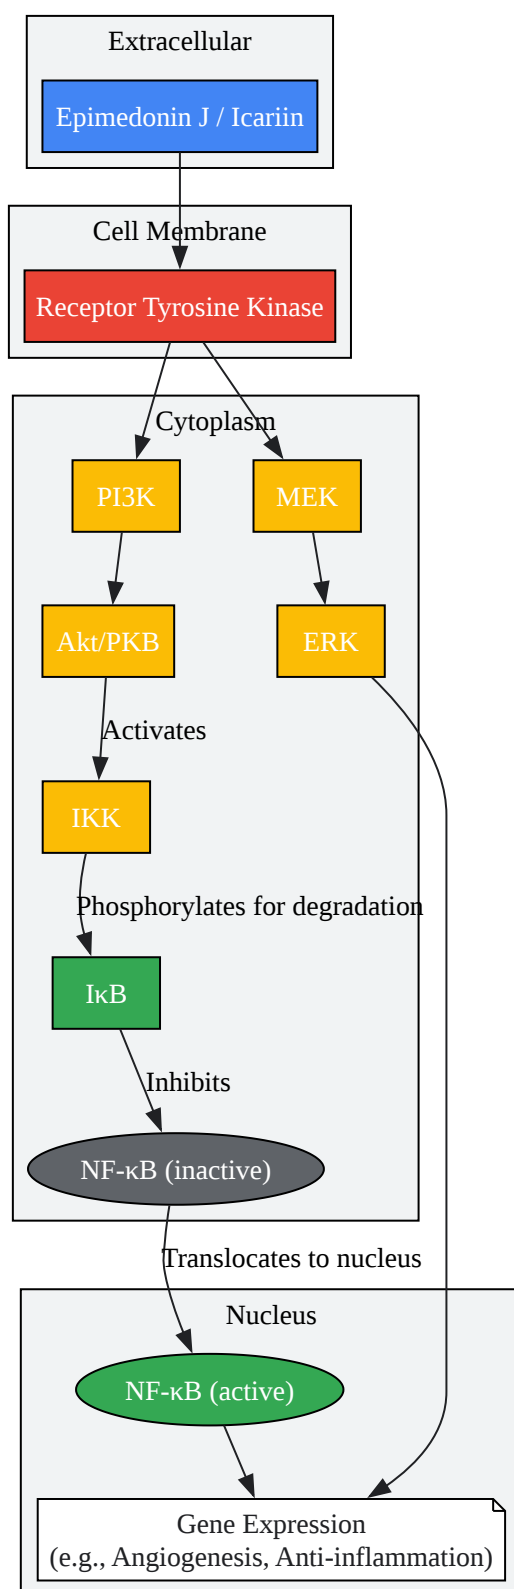 Extracellular
Epimedonin J / Icariin
Cell Membrane
Receptor Tyrosine Kinase
Cytoplasm
PI3K
MEK
Akt/PKB
ERK
Activates
IKK
Phosphorylates for degradation
IκB
Inhibits
NF-κB (inactive)
Translocates to nucleus
Nucleus
NF-κB (active)
Gene Expression
(e.g., Angiogenesis, Anti-inflammation)